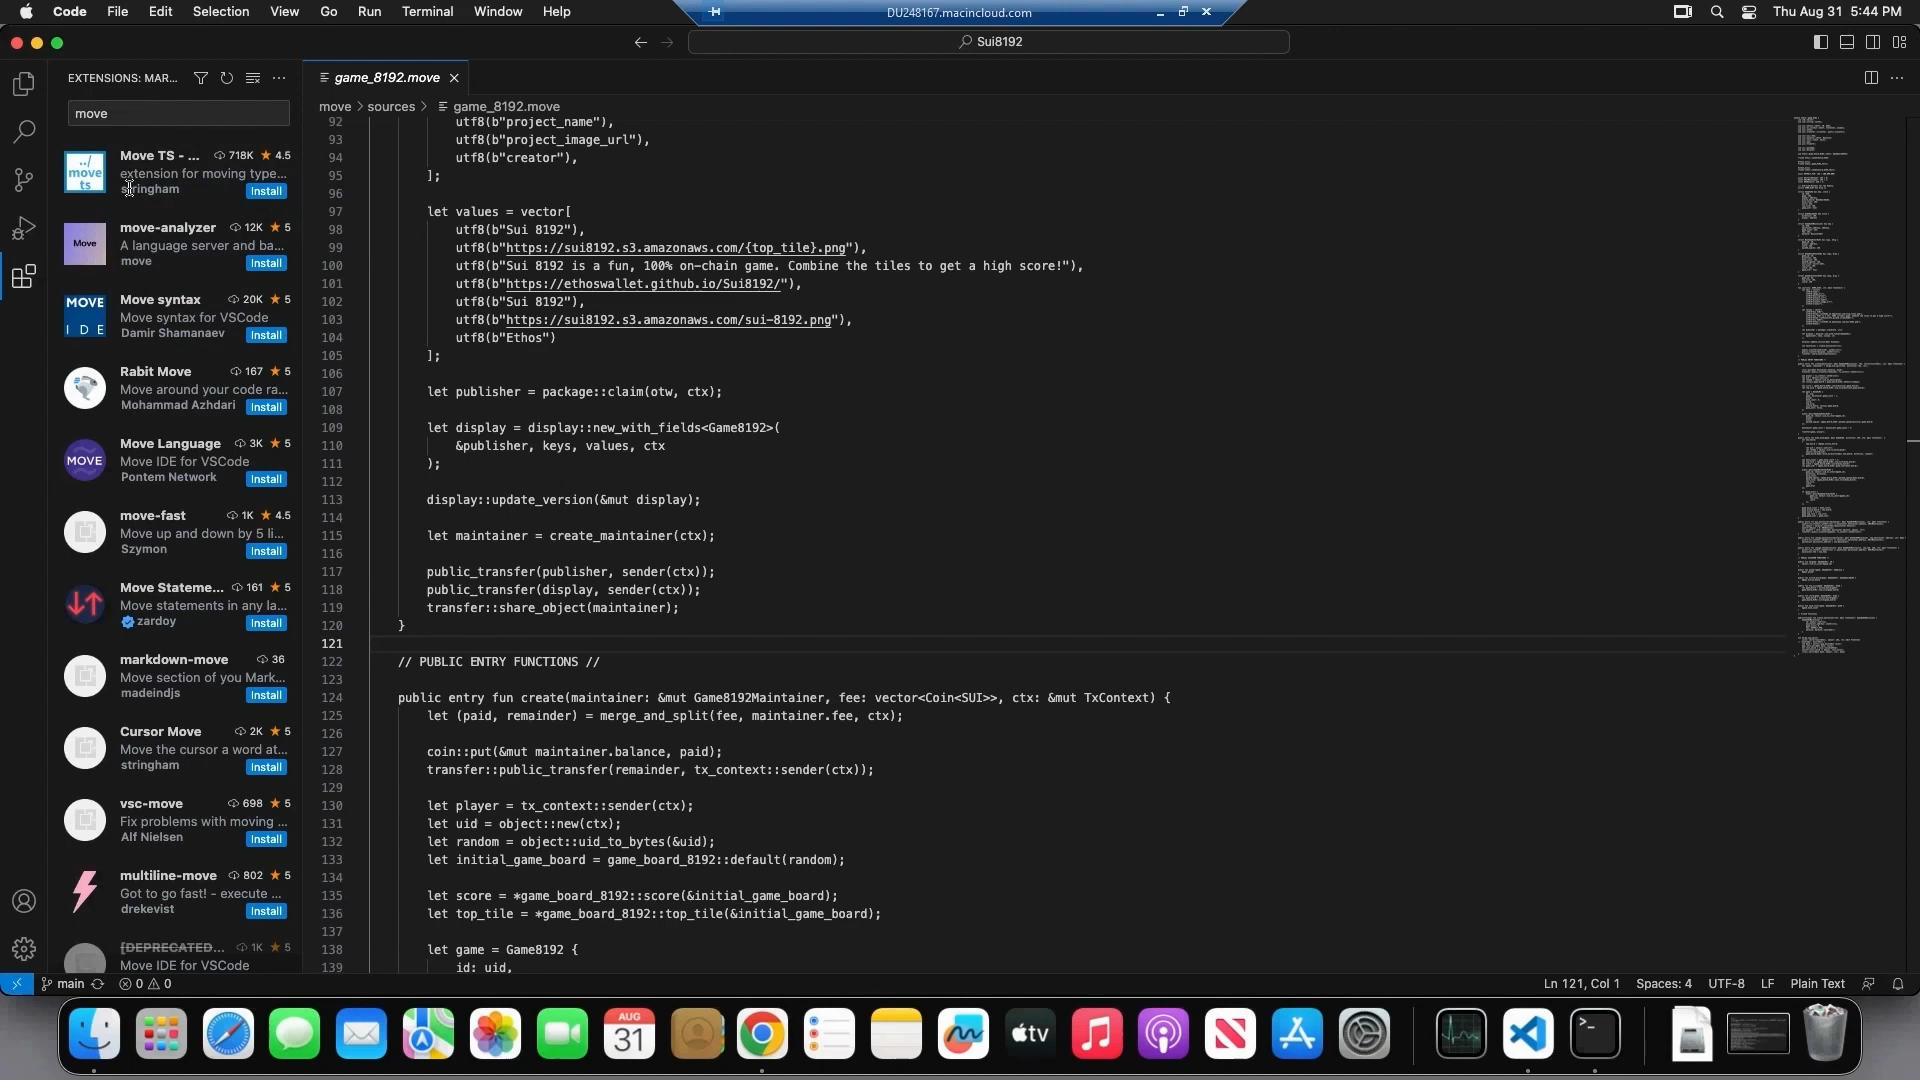 Code File Edit Selection View Go Run Terminal Window Help
DU248167.macincloud.com
Thu Aug 31 5:44 PM
Sui8192
EXTENSIONS: MAR...
move
Move TS - ... 718K 4.5
extension for moving type...
stringham Install
move-analyzer 12K 5
A language server and ba...
move Install
Move syntax 20K 5
Move syntax for VSCode
Damir Shamanaev Install
Rabit Move 167 5
Move around your code ra...
Mohammad Azhdari Install
Move Language 3K 5
Move IDE for VSCode
Pontem Network Install
move-fast 1K 4.5
Move up and down by 5 li...
Szymon Install
Move Stateme... 161 5
Move statements in any la...
zardoy Install
markdown-move 36
Move section of you Mark...
madeindjs Install
Cursor Move 2K 5
Move the cursor a word at...
stringham Install
vsc-move 698 5
Fix problems with moving ...
Alf Nielsen Install
multiline-move 802 5
Got to go fast! - execute ...
drekevist Install
[DEPRECATED... 1K 5
Move IDE for VSCode
../
move
ts
Move
MOVE
IDE
MOVE
game_8192.move
move > sources > game_8192.move
92 utf8(b"project_name"),
93 utf8(b"project_image_url"),
94 utf8(b"creator"),
95 ];
96
97 let values = vector[
98 utf8(b"Sui 8192"),
99 utf8(b"https://sui8192.s3.amazonaws.com/{top_tile}.png"),
100 utf8(b"Sui 8192 is a fun, 100% on-chain game. Combine the tiles to get a high score!"),
101 utf8(b"https://ethoswallet.github.io/Sui8192/"),
102 utf8(b"Sui 8192"),
103 utf8(b"https://sui8192.s3.amazonaws.com/sui-8192.png"),
104 utf8(b"Ethos")
105 ];
106
107 let publisher = package::claim(otw, ctx);
108
109 let display = display::new_with_fields<Game8192>(
110 &publisher, keys, values, ctx
111 );
112
113 display::update_version(&mut display);
114
115 let maintainer = create_maintainer(ctx);
116
117 public_transfer(publisher, sender(ctx));
118 public_transfer(display, sender(ctx));
119 transfer::share_object(maintainer);
120 }
121
122 // PUBLIC ENTRY FUNCTIONS //
123
124 public entry fun create(maintainer: &mut Game8192Maintainer, fee: vector<Coin<SUI>>, ctx: &mut TxContext) {
125 let (paid, remainder) = merge_and_split(fee, maintainer.fee, ctx);
126
127 coin::put(&mut maintainer.balance, paid);
128 transfer::public_transfer(remainder, tx_context::sender(ctx));
129
130 let player = tx_context::sender(ctx);
131 let uid = object::new(ctx);
132 let random = object::uid_to_bytes(&uid);
133 let initial_game_board = game_board_8192::default(random);
134
135 let score = *game_board_8192::score(&initial_game_board);
136 let top_tile = *game_board_8192::top_tile(&initial_game_board);
137
138 let game = Game8192 {
139 id: uid,
main 0 0
Ln 121, Col 1 Spaces: 4 UTF-8 LF Plain Text
AUG
31
tv